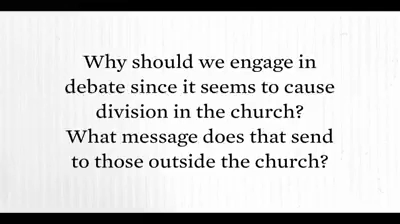 Why should we engage in
debate since it seems to cause
division in the church?
What message does that send
to those outside the church?